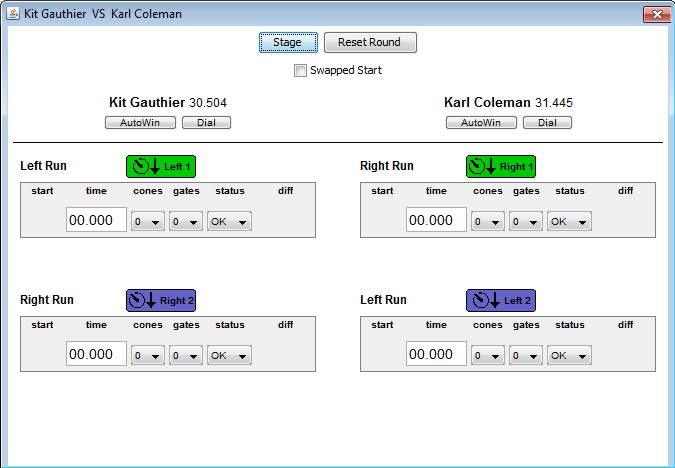 Kit Gauthier VS Karl Coleman
Stage Reset Round
Swapped Start
Kit Gauthier 30.504 Karl Coleman 31.445
AutoWin Dial AutoWin Dial
Left Run Left 1 Right Run Right 1
start time cones gates status diff start time cones gates status diff
00.000 0 0 OK 00.000 0 0 OK
Right Run Right 2 Left Run Left 2
start time cones gates status diff start time cones gates status diff
00.000 0 0 OK 00.000 0 0 OK